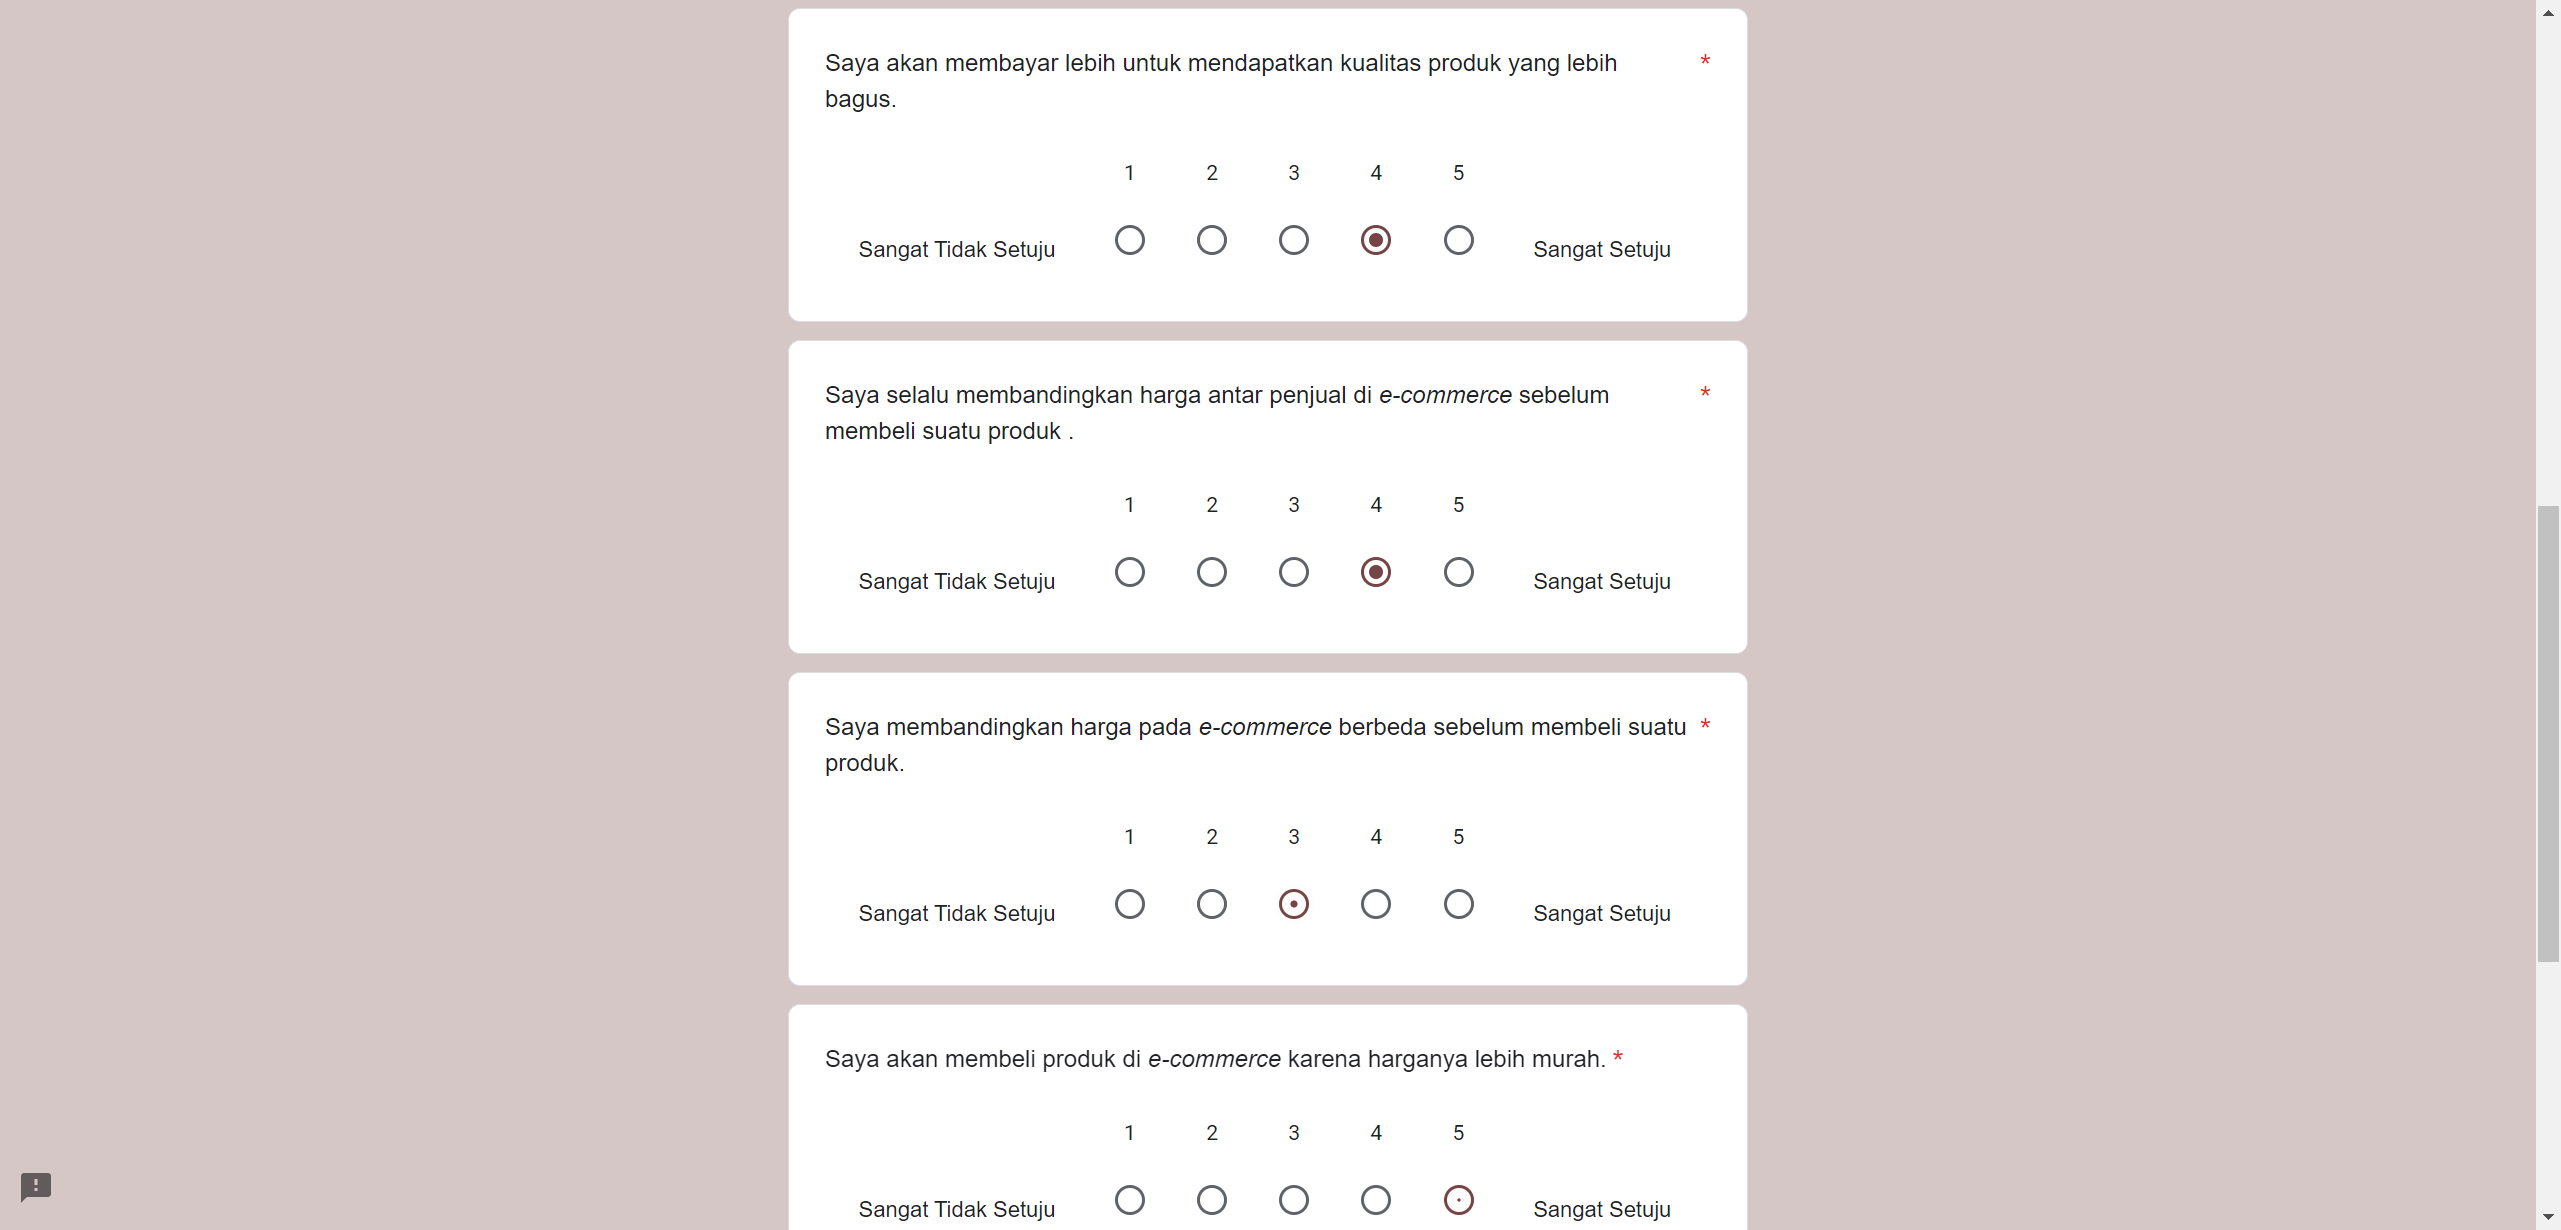 Saya akan membayar lebih untuk mendapatkan kualitas produk yang lebih *
bagus.
1 2 3 4 5
Sangat Tidak Setuju Sangat Setuju
Saya selalu membandingkan harga antar penjual di e-commerce sebelum *
membeli suatu produk .
1 2 3 4 5
Sangat Tidak Setuju Sangat Setuju
Saya membandingkan harga pada e-commerce berbeda sebelum membeli suatu *
produk.
1 2 3 4 5
Sangat Tidak Setuju Sangat Setuju
Saya akan membeli produk di e-commerce karena harganya lebih murah. *
1 2 3 4 5
Sangat Tidak Setuju Sangat Setuju